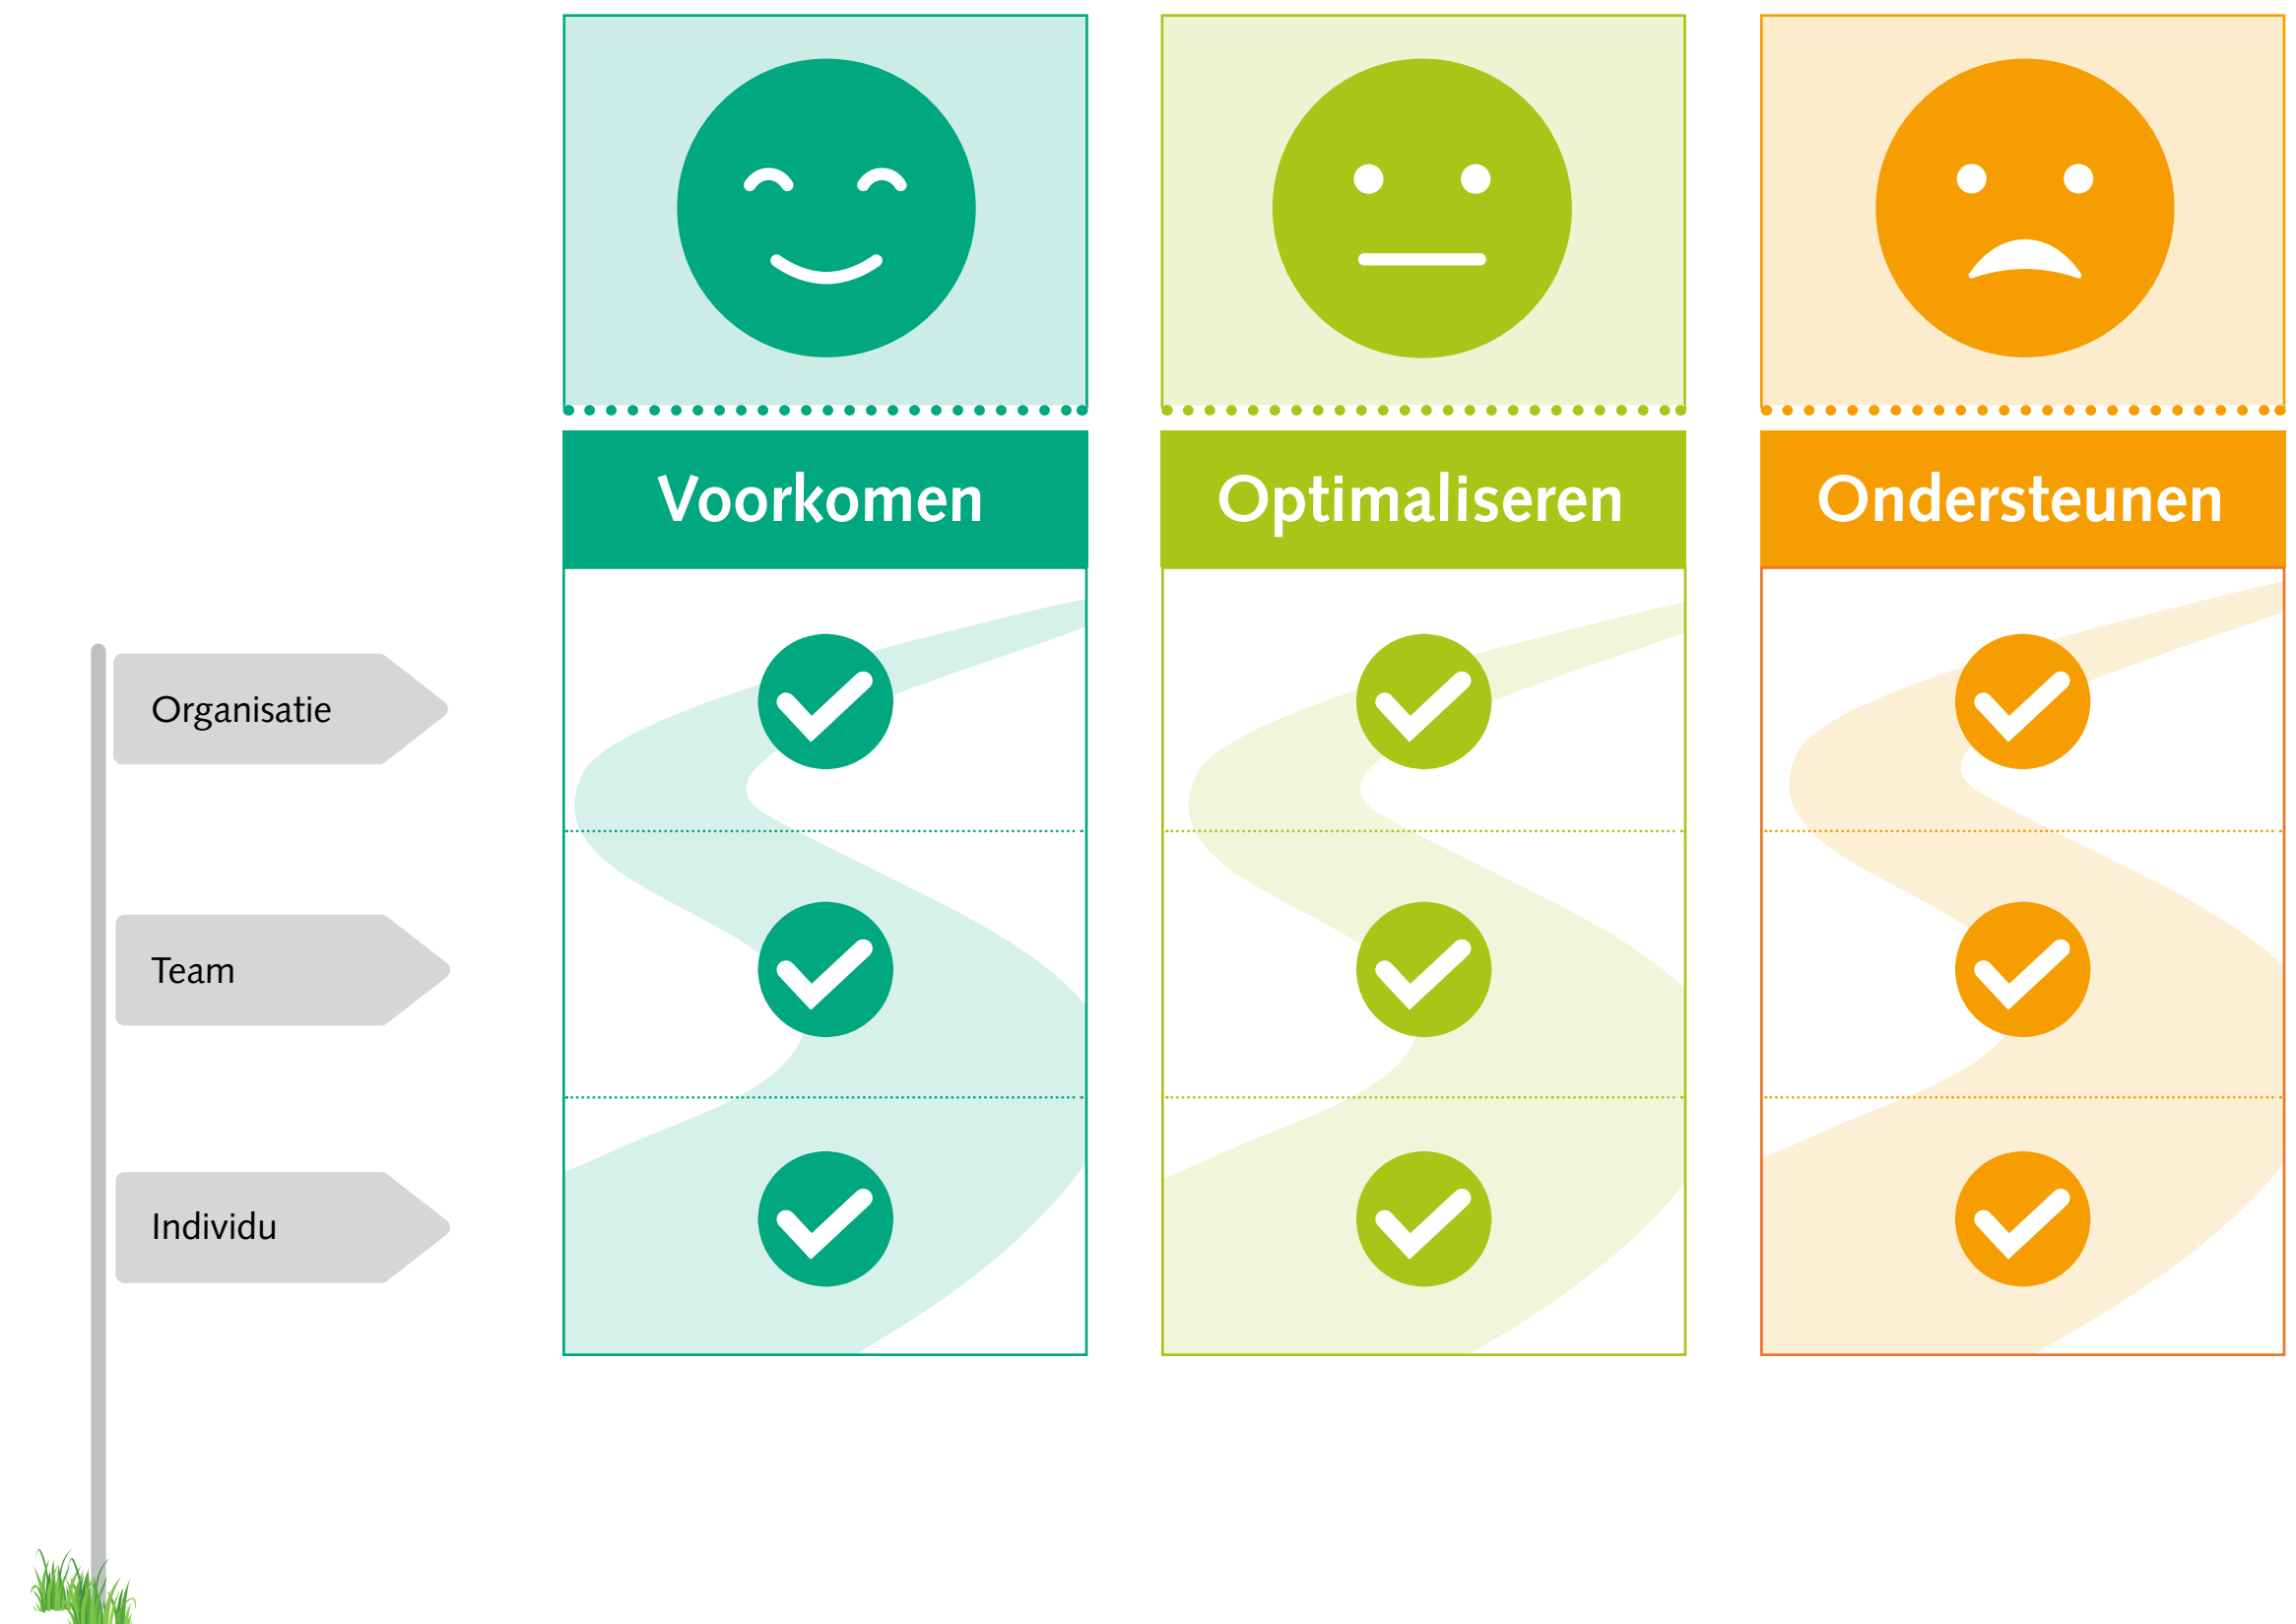 Voorkomen
Optimaliseren
Ondersteunen
Organisatie
Team
Individu